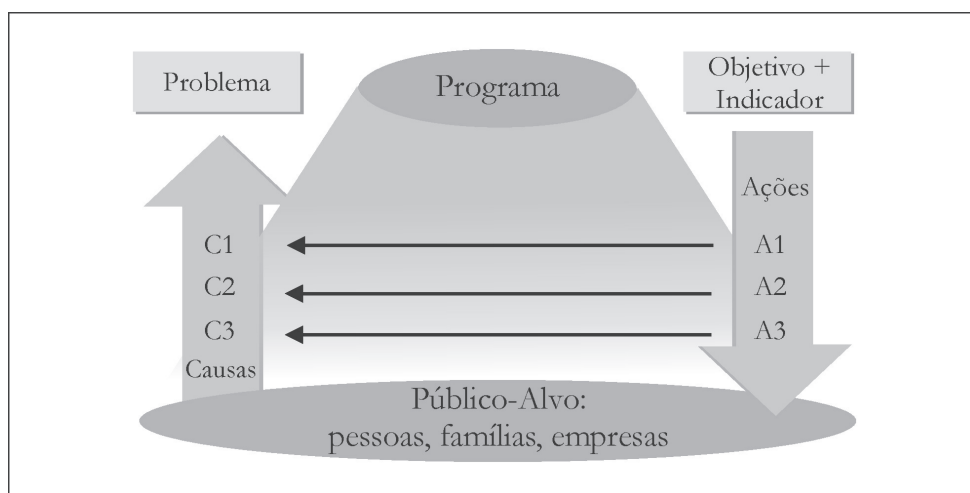 Problema
Programa
Objetivo +
Indicador
Ações
C1
A1
C2
A2
C3
A3
Causas
Público-Alvo:
pessoas, famílias, empresas